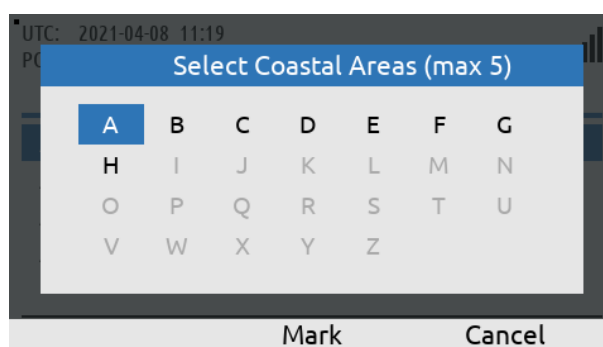 UTC: 2021-04-08 11:19
Select Coastal Areas (max 5)
A B C D E F G
H I J K L M N
O P Q R S T U
V W X Y Z
Mark Cancel